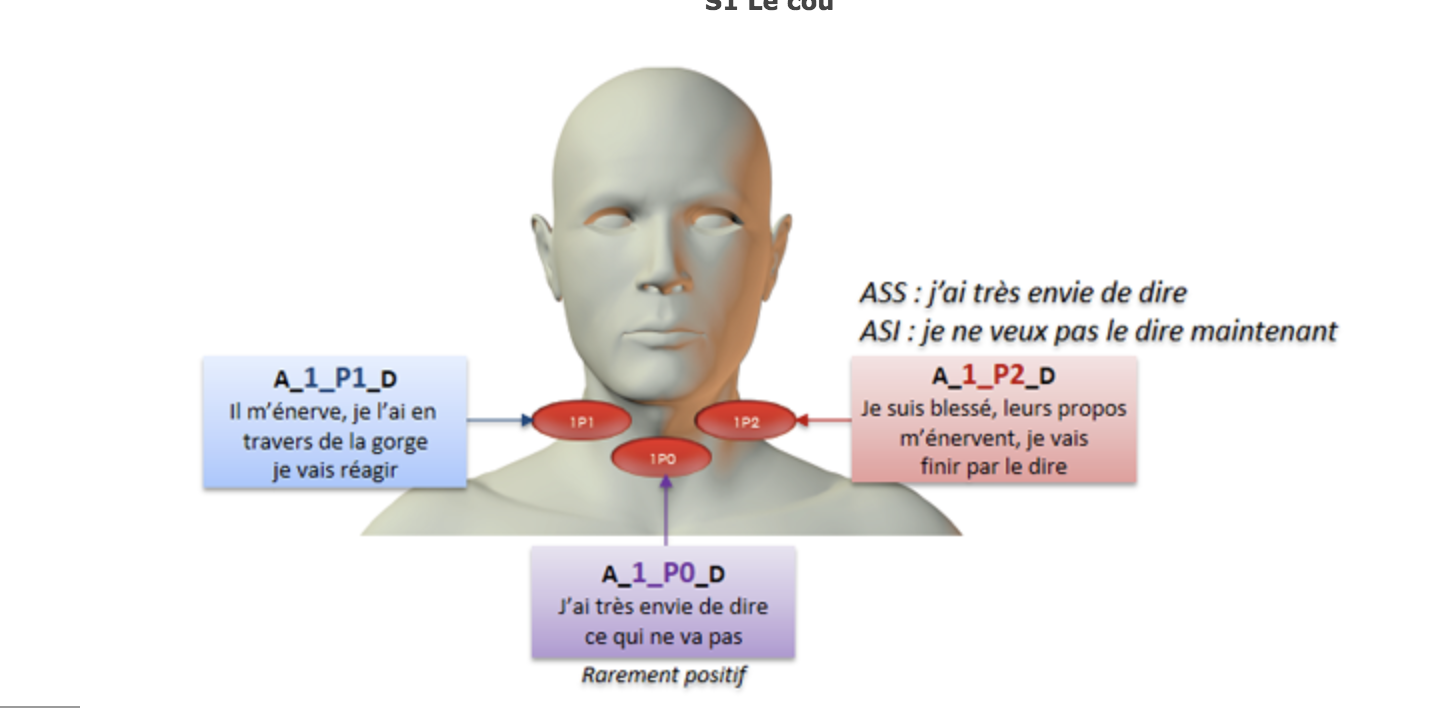 S1 Le cou
ASS : j'ai très envie de dire
ASI : je ne veux pas le dire maintenant
A_1_P1_D
Il m'énerve, je l'ai en
travers de la gorge
je vais réagir
A_1_P2_D
Je suis blessé, leurs propos
m'énervent, je vais
finir par le dire
1P1
1P2
1P0
A_1_P0_D
J'ai très envie de dire
ce qui ne va pas
Rarement positif